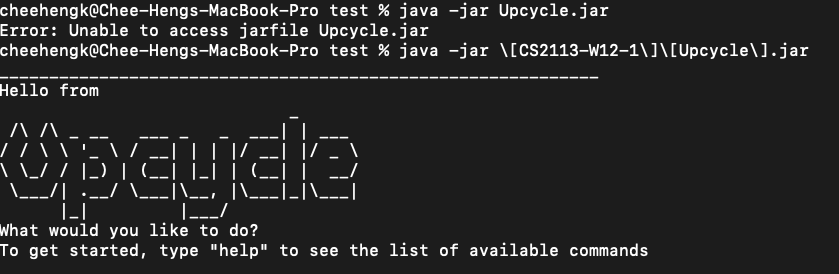 cheehengk@Chee-Hengs-MacBook-Pro test % java -jar Upcycle.jar
Error: Unable to access jarfile Upcycle.jar
cheehengk@Chee-Hengs-MacBook-Pro test % java -jar \[CS2113-W12-1\]\[Upcycle\].jar
____________________________________________________________
Hello from
                             _
 /\ /\ _ __   ___ _   _  ___| | ___
/ / \ \ '_ \ / __| | | |/ __| |/ _ \
\ \_/ / |_) | (__| |_| | (__| |  __/
 \___/| .__/ \___|\__, |\___|_|\___|
      |_|         |___/
What would you like to do?
To get started, type "help" to see the list of available commands